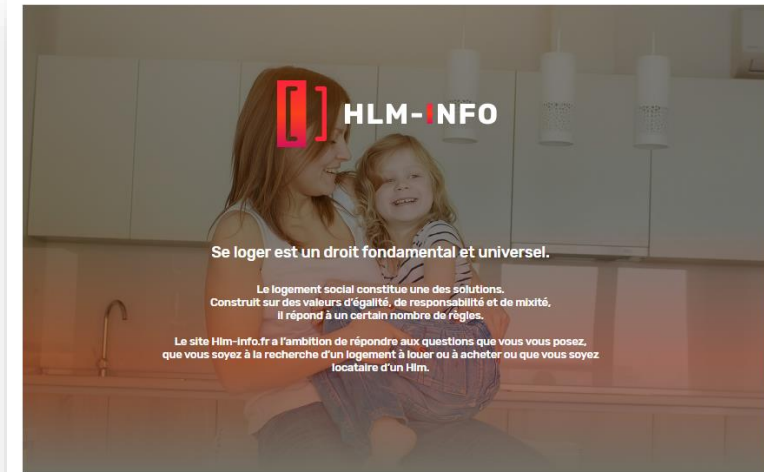 HLM-INFO
Se loger est un droit fondamental et universel.
Le logement social constitue une des solutions.
Construit sur des valeurs d'égalité, de responsabilité et de mixité,
il répond à un certain nombre de règles.
Le site Hlm-info.fr a l'ambition de répondre aux questions que vous vous posez,
que vous soyez à la recherche d'un logement à louer ou à acheter ou que vous soyez
locataire d'un Hlm.